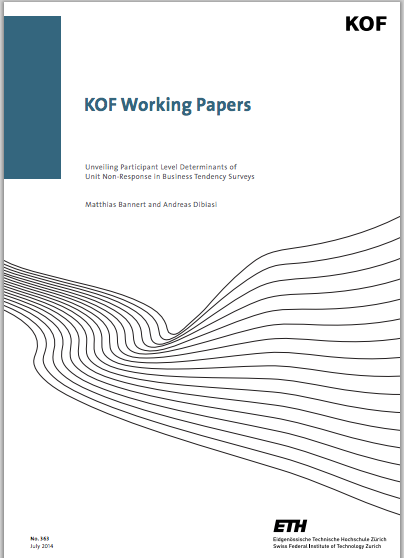 KOF
KOF Working Papers
Unveiling Participant Level Determinants of
Unit Non-Response in Business Tendency Surveys
Matthias Bannert and Andreas Dibiasi
ETH
Eidgenössische Technische Hochschule Zürich
Swiss Federal Institute of Technology Zurich
No. 363
July 2014